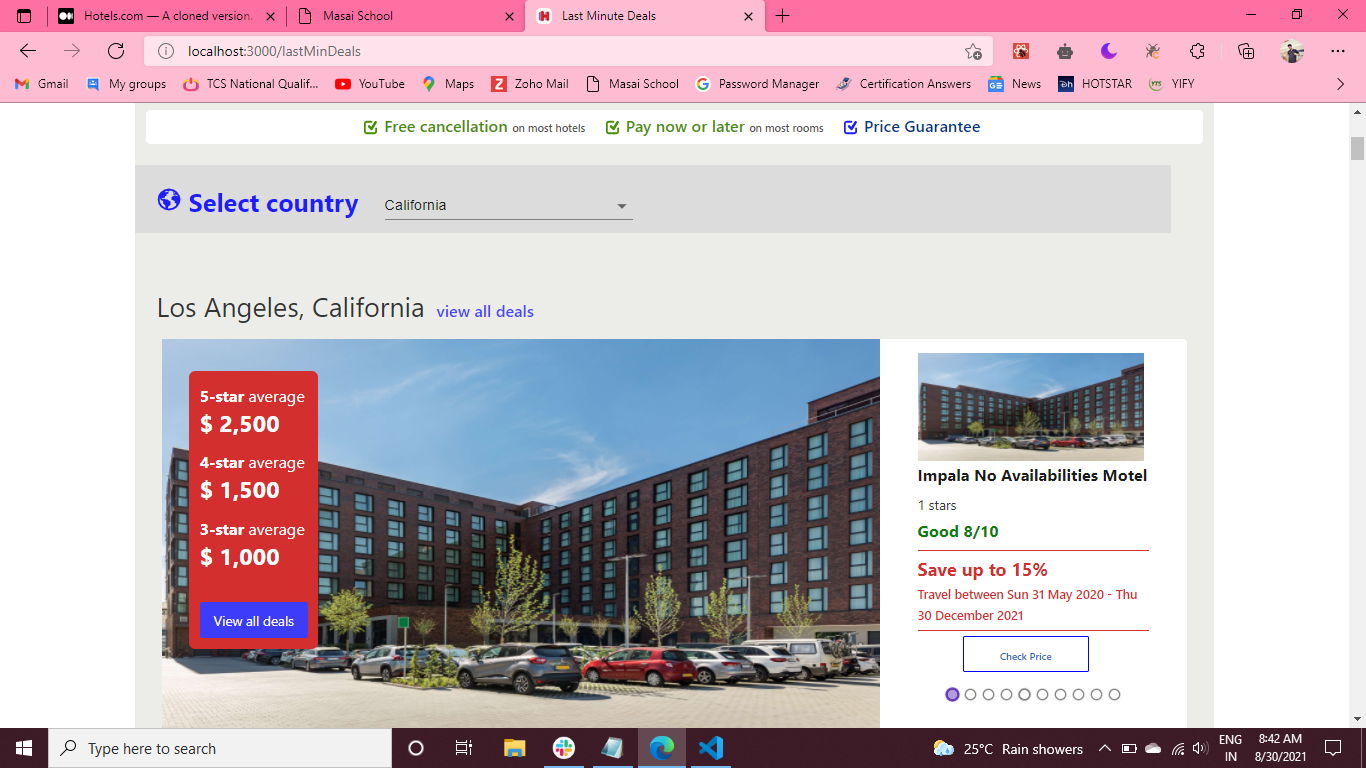 Hotels.com — A cloned version.
Masai School
Last Minute Deals
localhost:3000/lastMinDeals
Gmail
My groups
TCS National Qualif...
YouTube
Maps
Zoho Mail
Masai School
Password Manager
Certification Answers
News
HOTSTAR
YIFY
Free cancellation on most hotels
Pay now or later on most rooms
Price Guarantee
Select country
California
Los Angeles, California view all deals
5-star average
$ 2,500
4-star average
$ 1,500
3-star average
$ 1,000
View all deals
Impala No Availabilities Motel
1 stars
Good 8/10
Save up to 15%
Travel between Sun 31 May 2020 - Thu
30 December 2021
Check Price
Type here to search
25°C Rain showers
ENG
IN
8:42 AM
8/30/2021